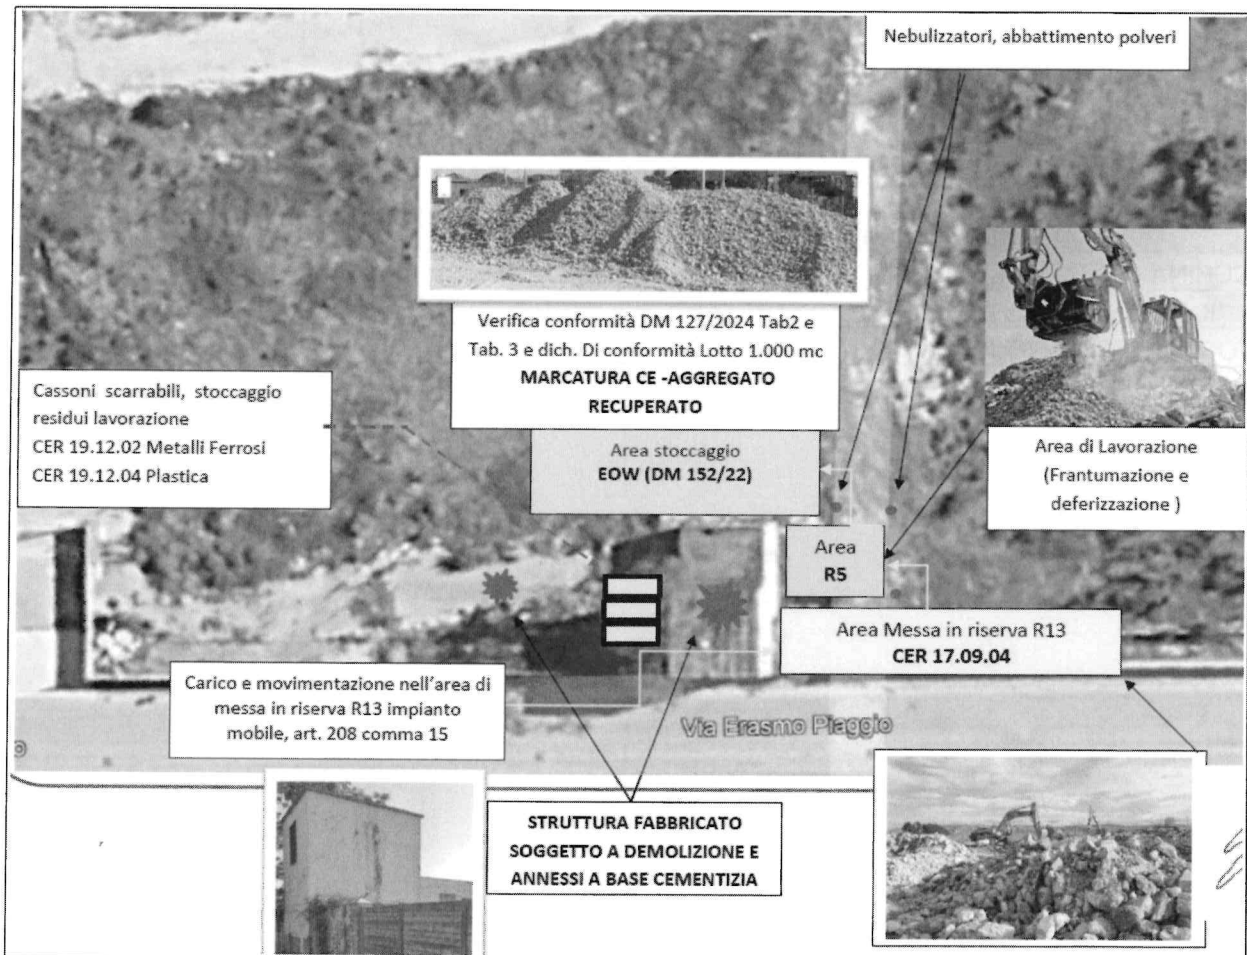 Nebulizzatori, abbattimento polveri
Verifica conformità DM 127/2024 Tab2 e
Tab. 3 e dich. Di conformità Lotto 1.000 mc
MARCATURA CE -AGGREGATO
RECUPERATO
Cassoni scarrabili, stoccaggio
residui lavorazione
CER 19.12.02 Metalli Ferrosi
CER 19.12.04 Plastica
Area stoccaggio
EOW (DM 152/22)
Area di Lavorazione
(Frantumazione e
deferizzazione )
Area
R5
Area Messa in riserva R13
CER 17.09.04
Carico e movimentazione nell'area di
messa in riserva R13 impianto
mobile, art. 208 comma 15
Via Erasmo Piaggio
STRUTTURA FABBRICATO
SOGGETTO A DEMOLIZIONE E
ANNESSI A BASE CEMENTIZIA